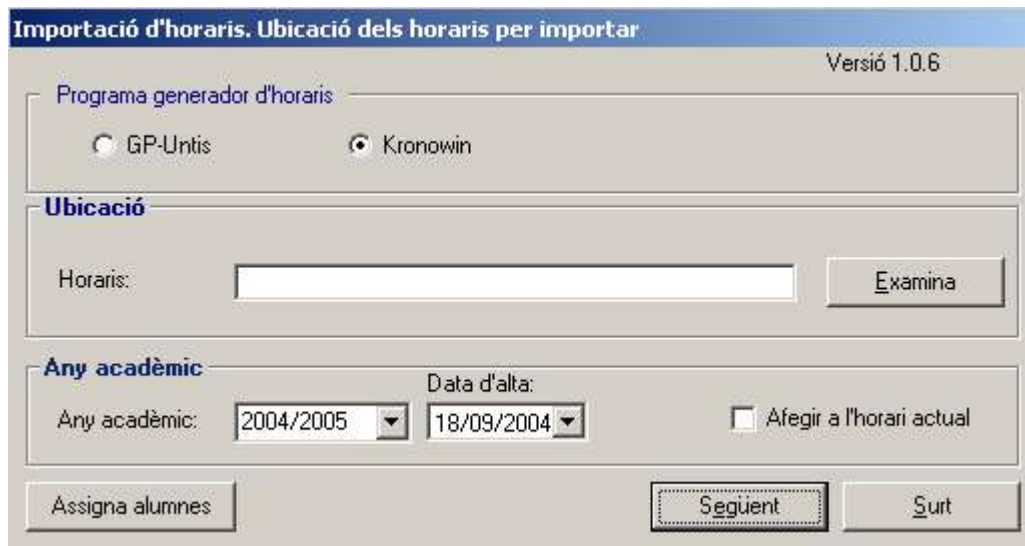 Importació d'horaris. Ubicació dels horaris per importar
Versió 1.0.6
Programa generador d'horaris
GP-Untis Kronowin
Ubicació
Horaris: Examina
Any acadèmic
Data d'alta:
Any acadèmic: 2004/2005 18/09/2004 Afegir a l'horari actual
Assigna alumnes Següent Surt